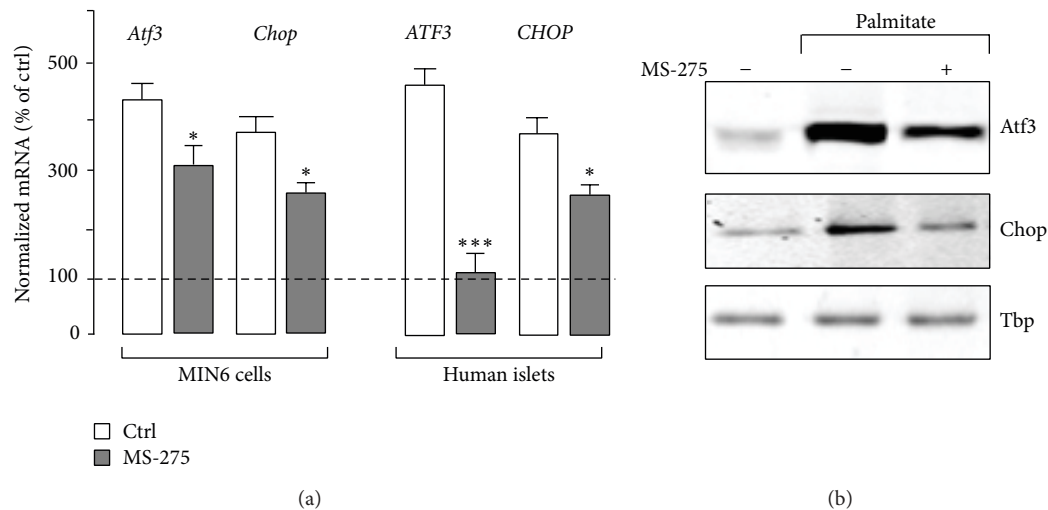 Atf3 Chop ATF3 CHOP
Normalized mRNA (% of ctrl)
500
300
100
0
* * *** *
MIN6 cells Human islets
Ctrl
MS-275
(a)
Palmitate
MS-275 − − +
Atf3
Chop
Tbp
(b)